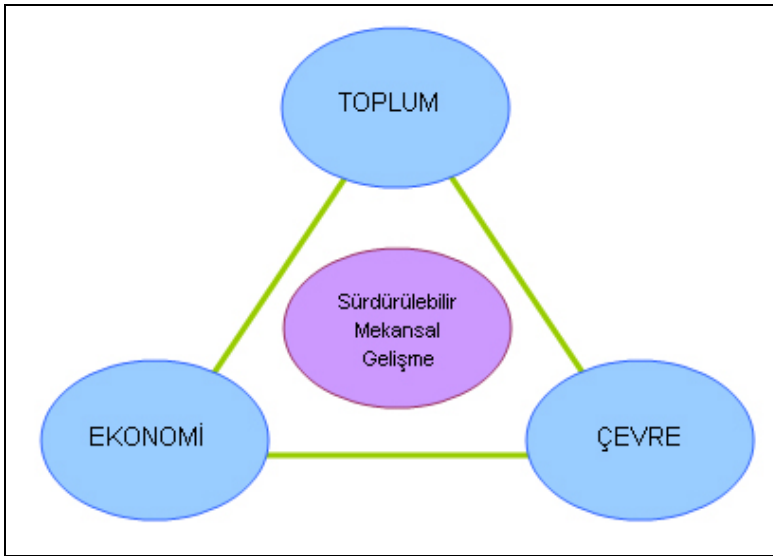 TOPLUM
Sürdürülebilir
Mekansal
Gelişme
EKONOMİ
ÇEVRE